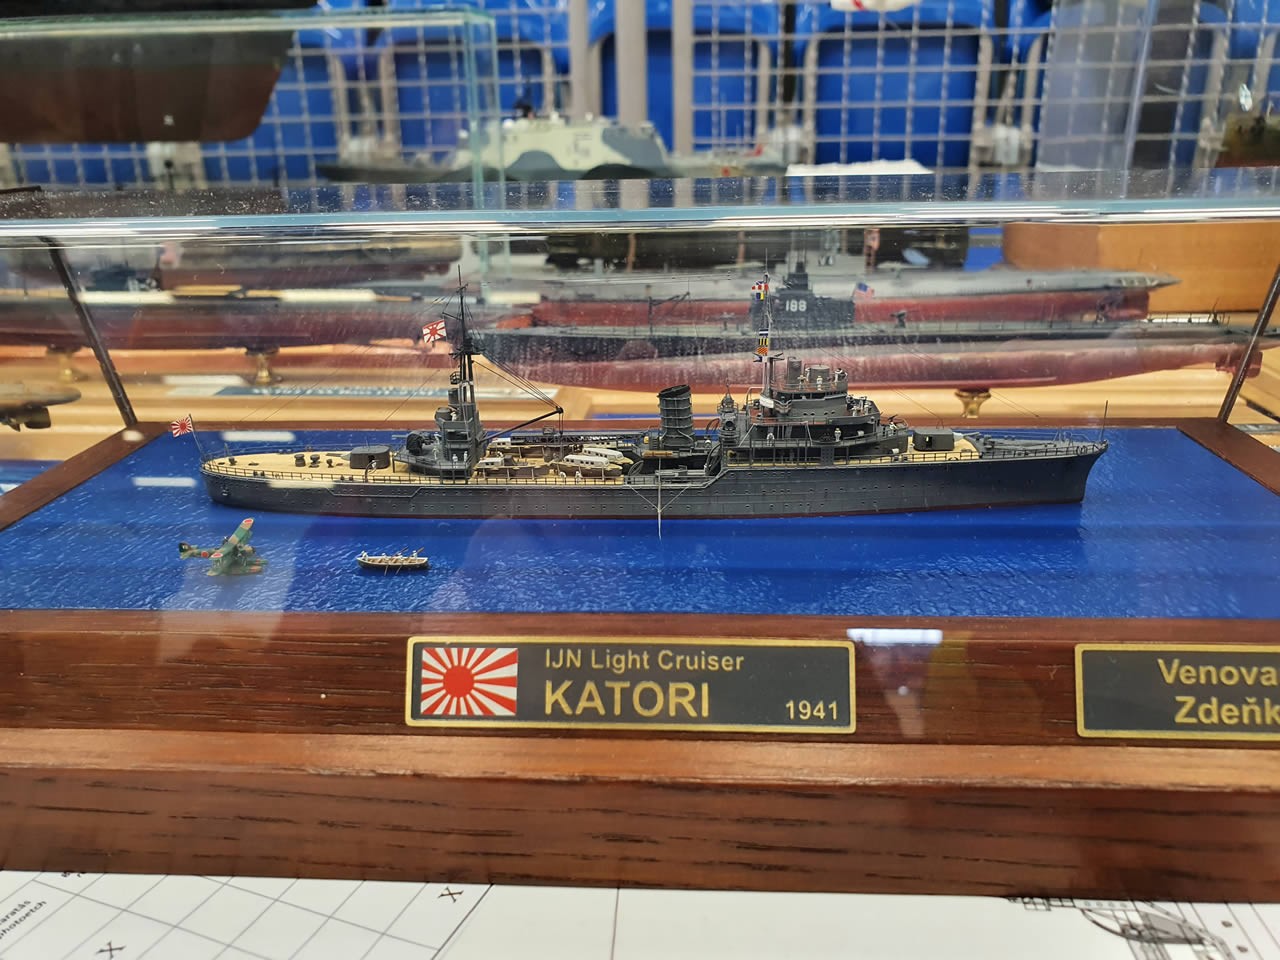 188
IJN Light Cruiser
KATORI
1941
Venova
Zdeňk
X
X